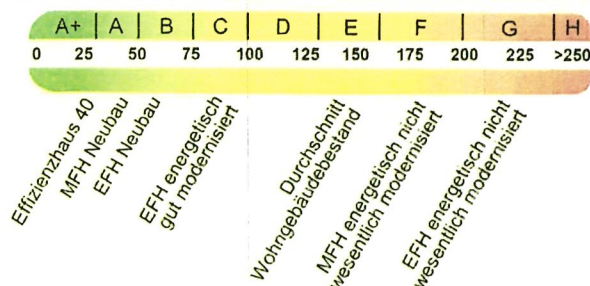 A+ A B C D E F G H
0 25 50 75 100 125 150 175 200 225 >250
Effizienzhaus 40
MFH Neubau
EFH Neubau
EFH energetisch
gut modernisiert
Durchschnitt
Wohngebäudebestand
MFH energetisch nicht
wesentlich modernisiert
EFH energetisch nicht
wesentlich modernisiert